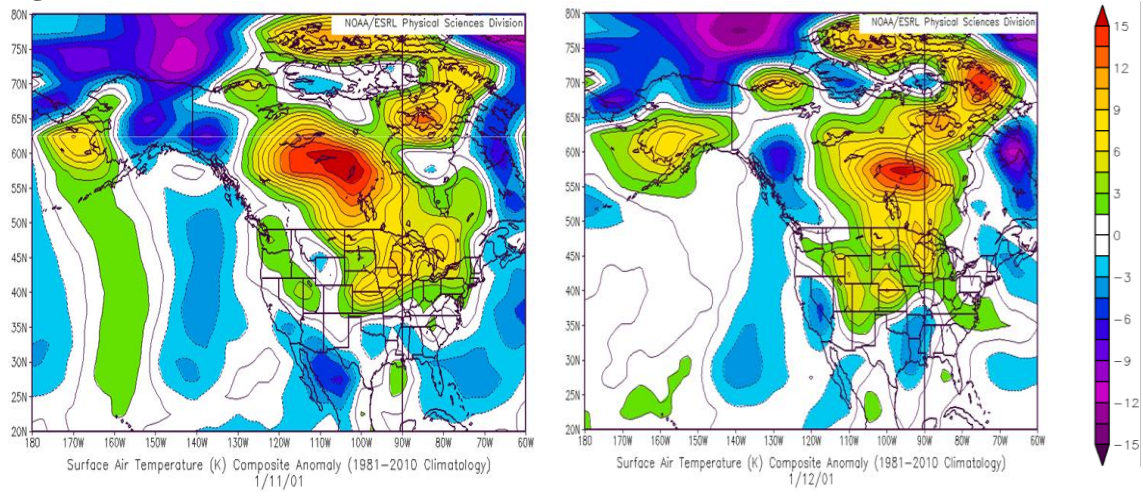 NOAA/ESRL Physical Sciences Division
80N
75N
70N
65N
60N
55N
50N
45N
40N
35N
30N
25N
20N
180 170W 160W 150W 140W 130W 120W 110W 100W 90W 80W 70W 60W
Surface Air Temperature (K) Composite Anomaly (1981-2010 Climatology)
1/11/01
NOAA/ESRL Physical Sciences Division
80N
75N
70N
65N
60N
55N
50N
45N
40N
35N
30N
25N
20N
180 170W 160W 150W 140W 130W 120W 110W 100W 90W 80W 70W 60W
Surface Air Temperature (K) Composite Anomaly (1981-2010 Climatology)
1/12/01
15
12
9
6
3
0
-3
-6
-9
-12
-15